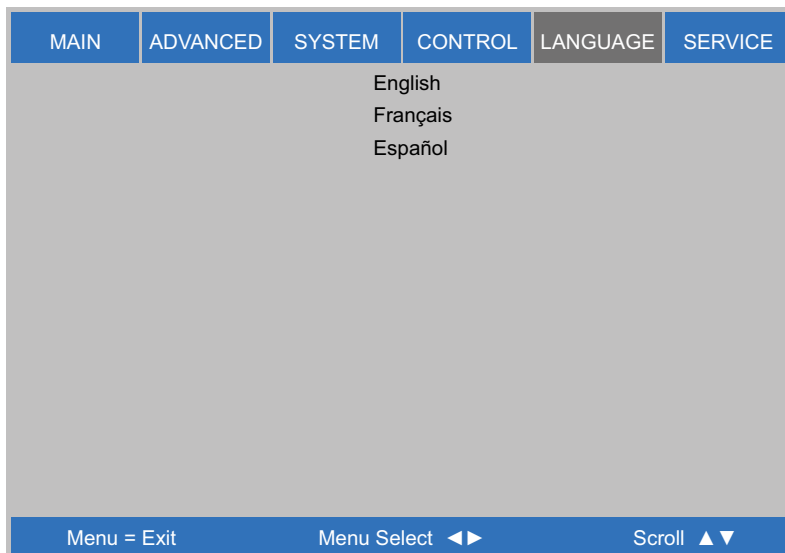 MAIN ADVANCED SYSTEM CONTROL LANGUAGE SERVICE
English
Français
Español
Menu = Exit Menu Select ◄► Scroll ▲▼